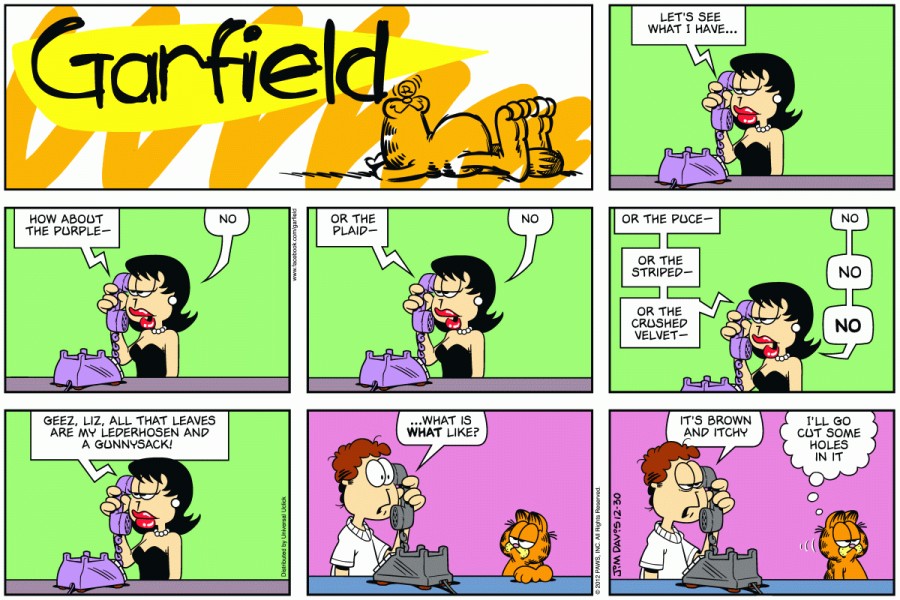 Garfield
LET'S SEE
WHAT I HAVE...
HOW ABOUT
THE PURPLE—
NO
www.facebook.com/garfield
OR THE
PLAID—
NO
OR THE PUCE—
NO
OR THE
STRIPED—
NO
OR THE
CRUSHED
VELVET—
NO
GEEZ, LIZ, ALL THAT LEAVES
ARE MY LEDERHOSEN AND
A GUNNYSACK!
Distributed by Universal Uclick
...WHAT IS
WHAT LIKE?
© 2012 PAWS, INC. All Rights Reserved.
IT'S BROWN
AND ITCHY
I'LL GO
CUT SOME
HOLES
IN IT
JIM DAVIS 12-30